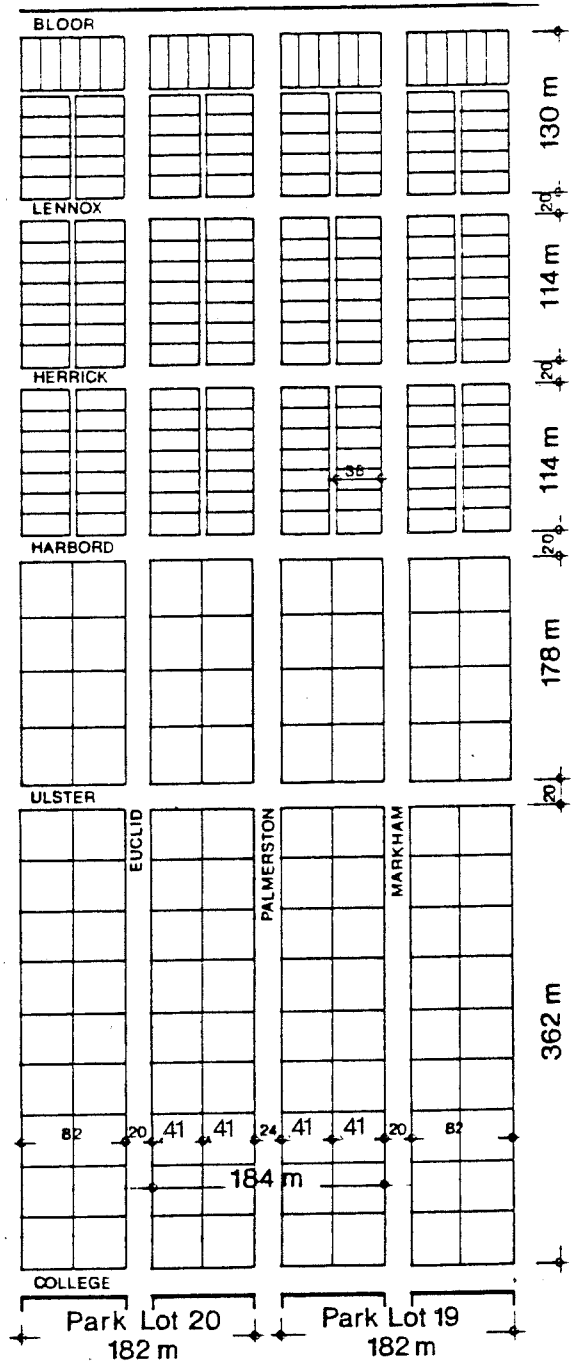 BLOOR
130 m
LENNOX
20
114 m
HERRICK
20
114 m
38
HARBORD
20
178 m
ULSTER
20
EUCLID
PALMERSTON
MARKHAM
362 m
82 20 41 41 24 41 41 20 82
184 m
COLLEGE
Park Lot 20 Park Lot 19
182 m 182 m